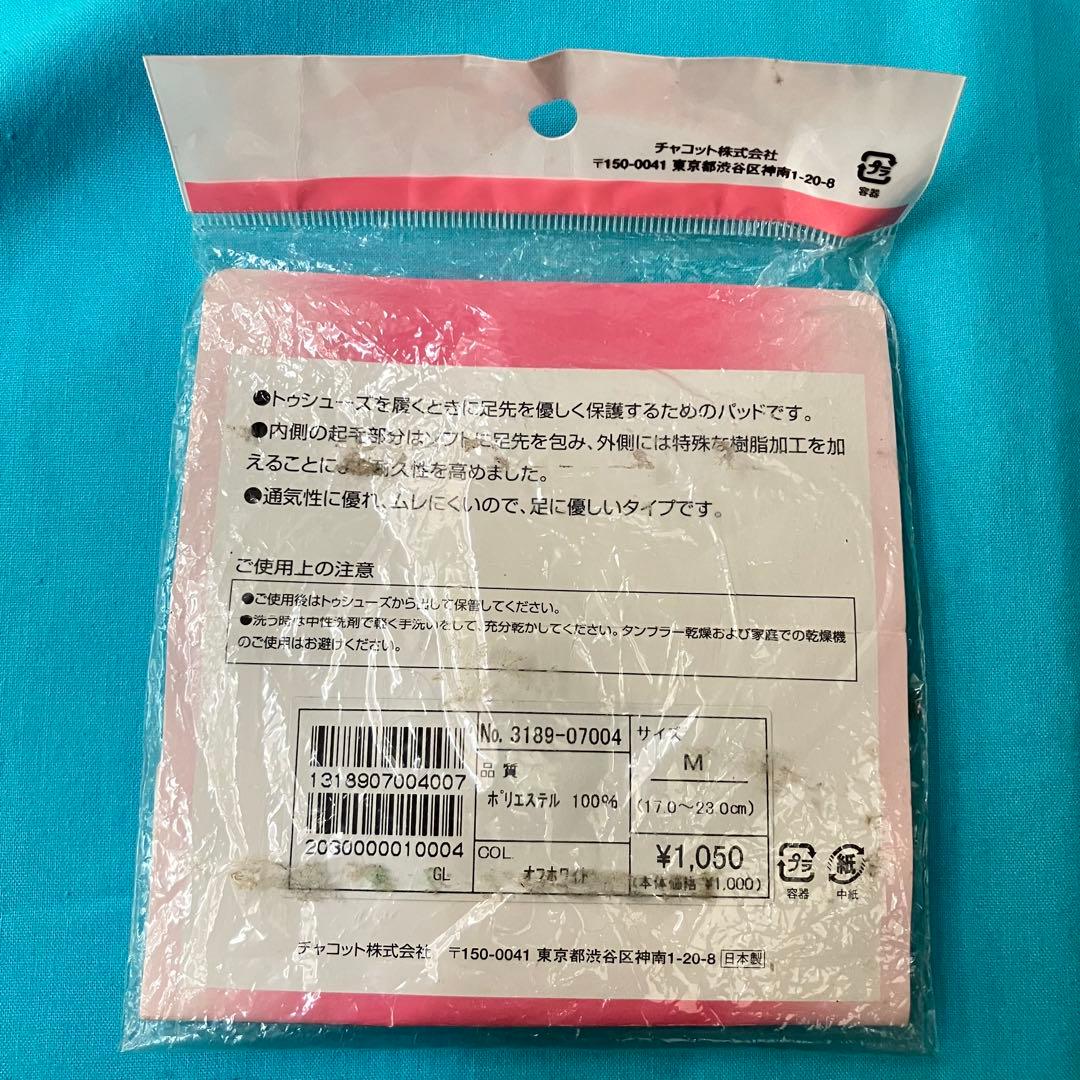 チャコット株式会社
〒150-0041 東京都渋谷区神南1-20-8
プラ
容器
●トゥシューズを履くときに足先を優しく保護するためのパッドです。
●内側の起毛部分はソフトに足先を包み、外側には特殊な樹脂加工を加
えることに 耐久性を高めました。
●通気性に優れ、ムレにくいので、足に優しいタイプです。
ご使用上の注意
●ご使用後はトゥシューズから出して保管してください。
●洗う時は中性洗剤で軽く手洗いをして、充分乾かしてください。タンブラー乾燥および家庭での乾燥機
のご使用はお避けください。
No. 3189-07004
サイズ
1318907004007
品質
M
ポリエステル 100%
(17.0〜23.0cm)
2030000010004
COL.
¥1,050
GL
オフホワイト
(本体価格 ¥1,000)
プラ
容器
紙
中紙
チャコット株式会社 〒150-0041 東京都渋谷区神南1-20-8 日本製